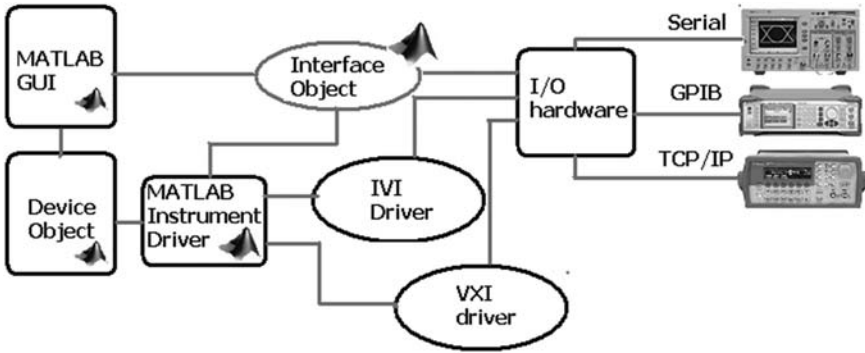 MATLAB
GUI
Interface
Object
I/O
hardware
Serial
GPIB
TCP/IP
Device
Object
MATLAB
Instrument
Driver
IVI
Driver
VXI
driver